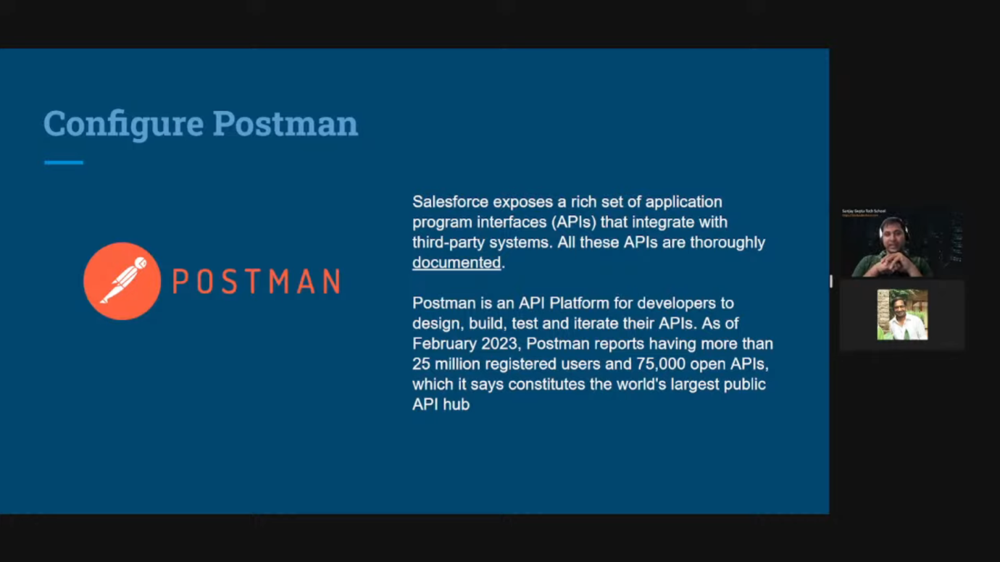 Configure Postman
POSTMAN
Salesforce exposes a rich set of application
program interfaces (APIs) that integrate with
third-party systems. All these APIs are thoroughly
documented.
Postman is an API Platform for developers to
design, build, test and iterate their APIs. As of
February 2023, Postman reports having more than
25 million registered users and 75,000 open APIs,
which it says constitutes the world's largest public
API hub
Sanjay Gupta Tech School